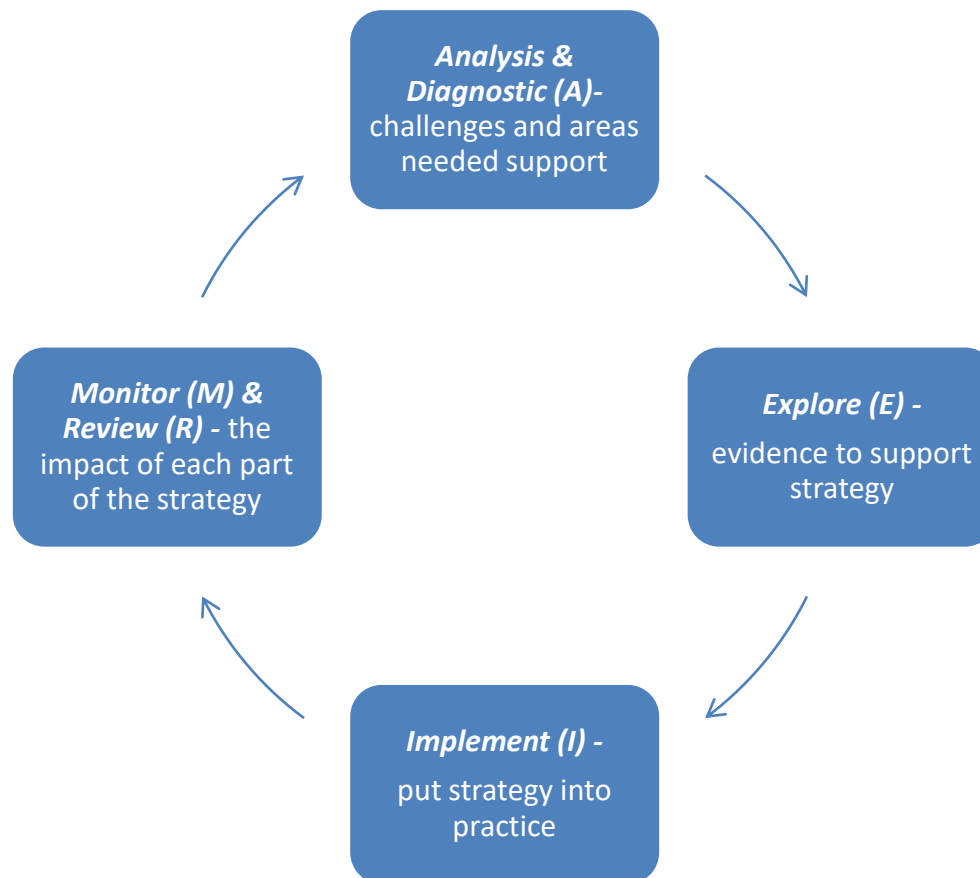 Analysis &
Diagnostic (A)-
challenges and areas
needed support
Explore (E) -
evidence to support
strategy
Implement (I) -
put strategy into
practice
Monitor (M) &
Review (R) - the
impact of each part
of the strategy